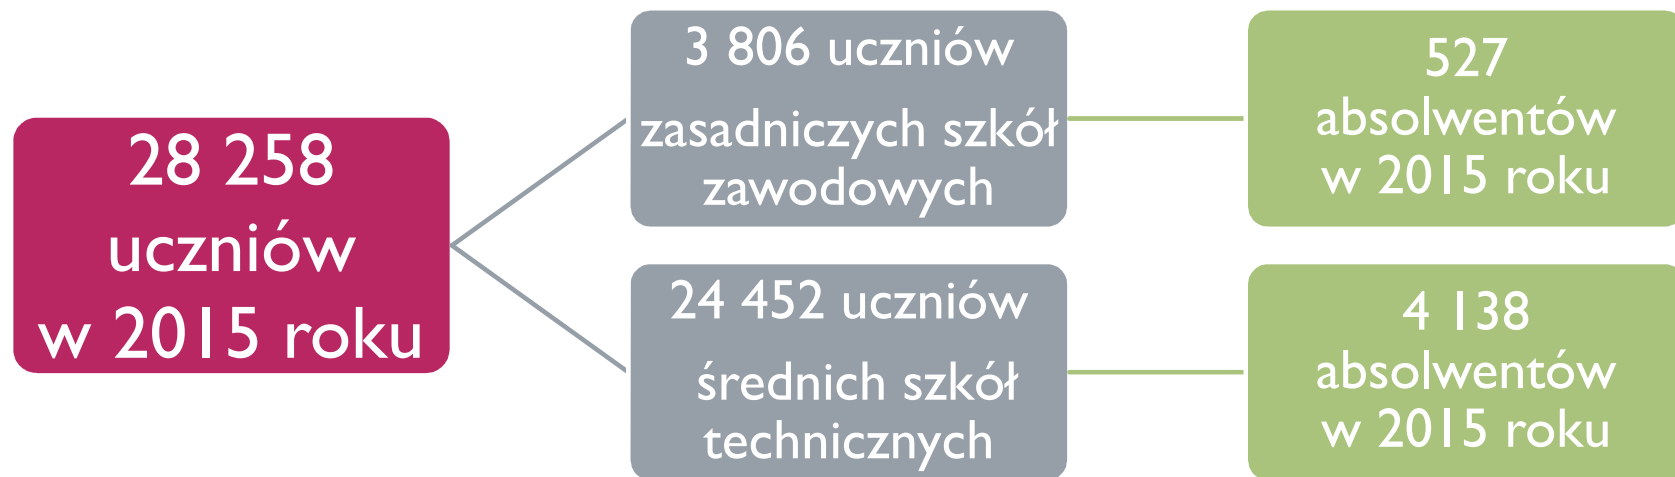 28 258
uczniów
w 2015 roku
3 806 uczniów
zasadniczych szkół
zawodowych
527
absolwentów
w 2015 roku
24 452 uczniów
średnich szkół
technicznych
4 138
absolwentów
w 2015 roku